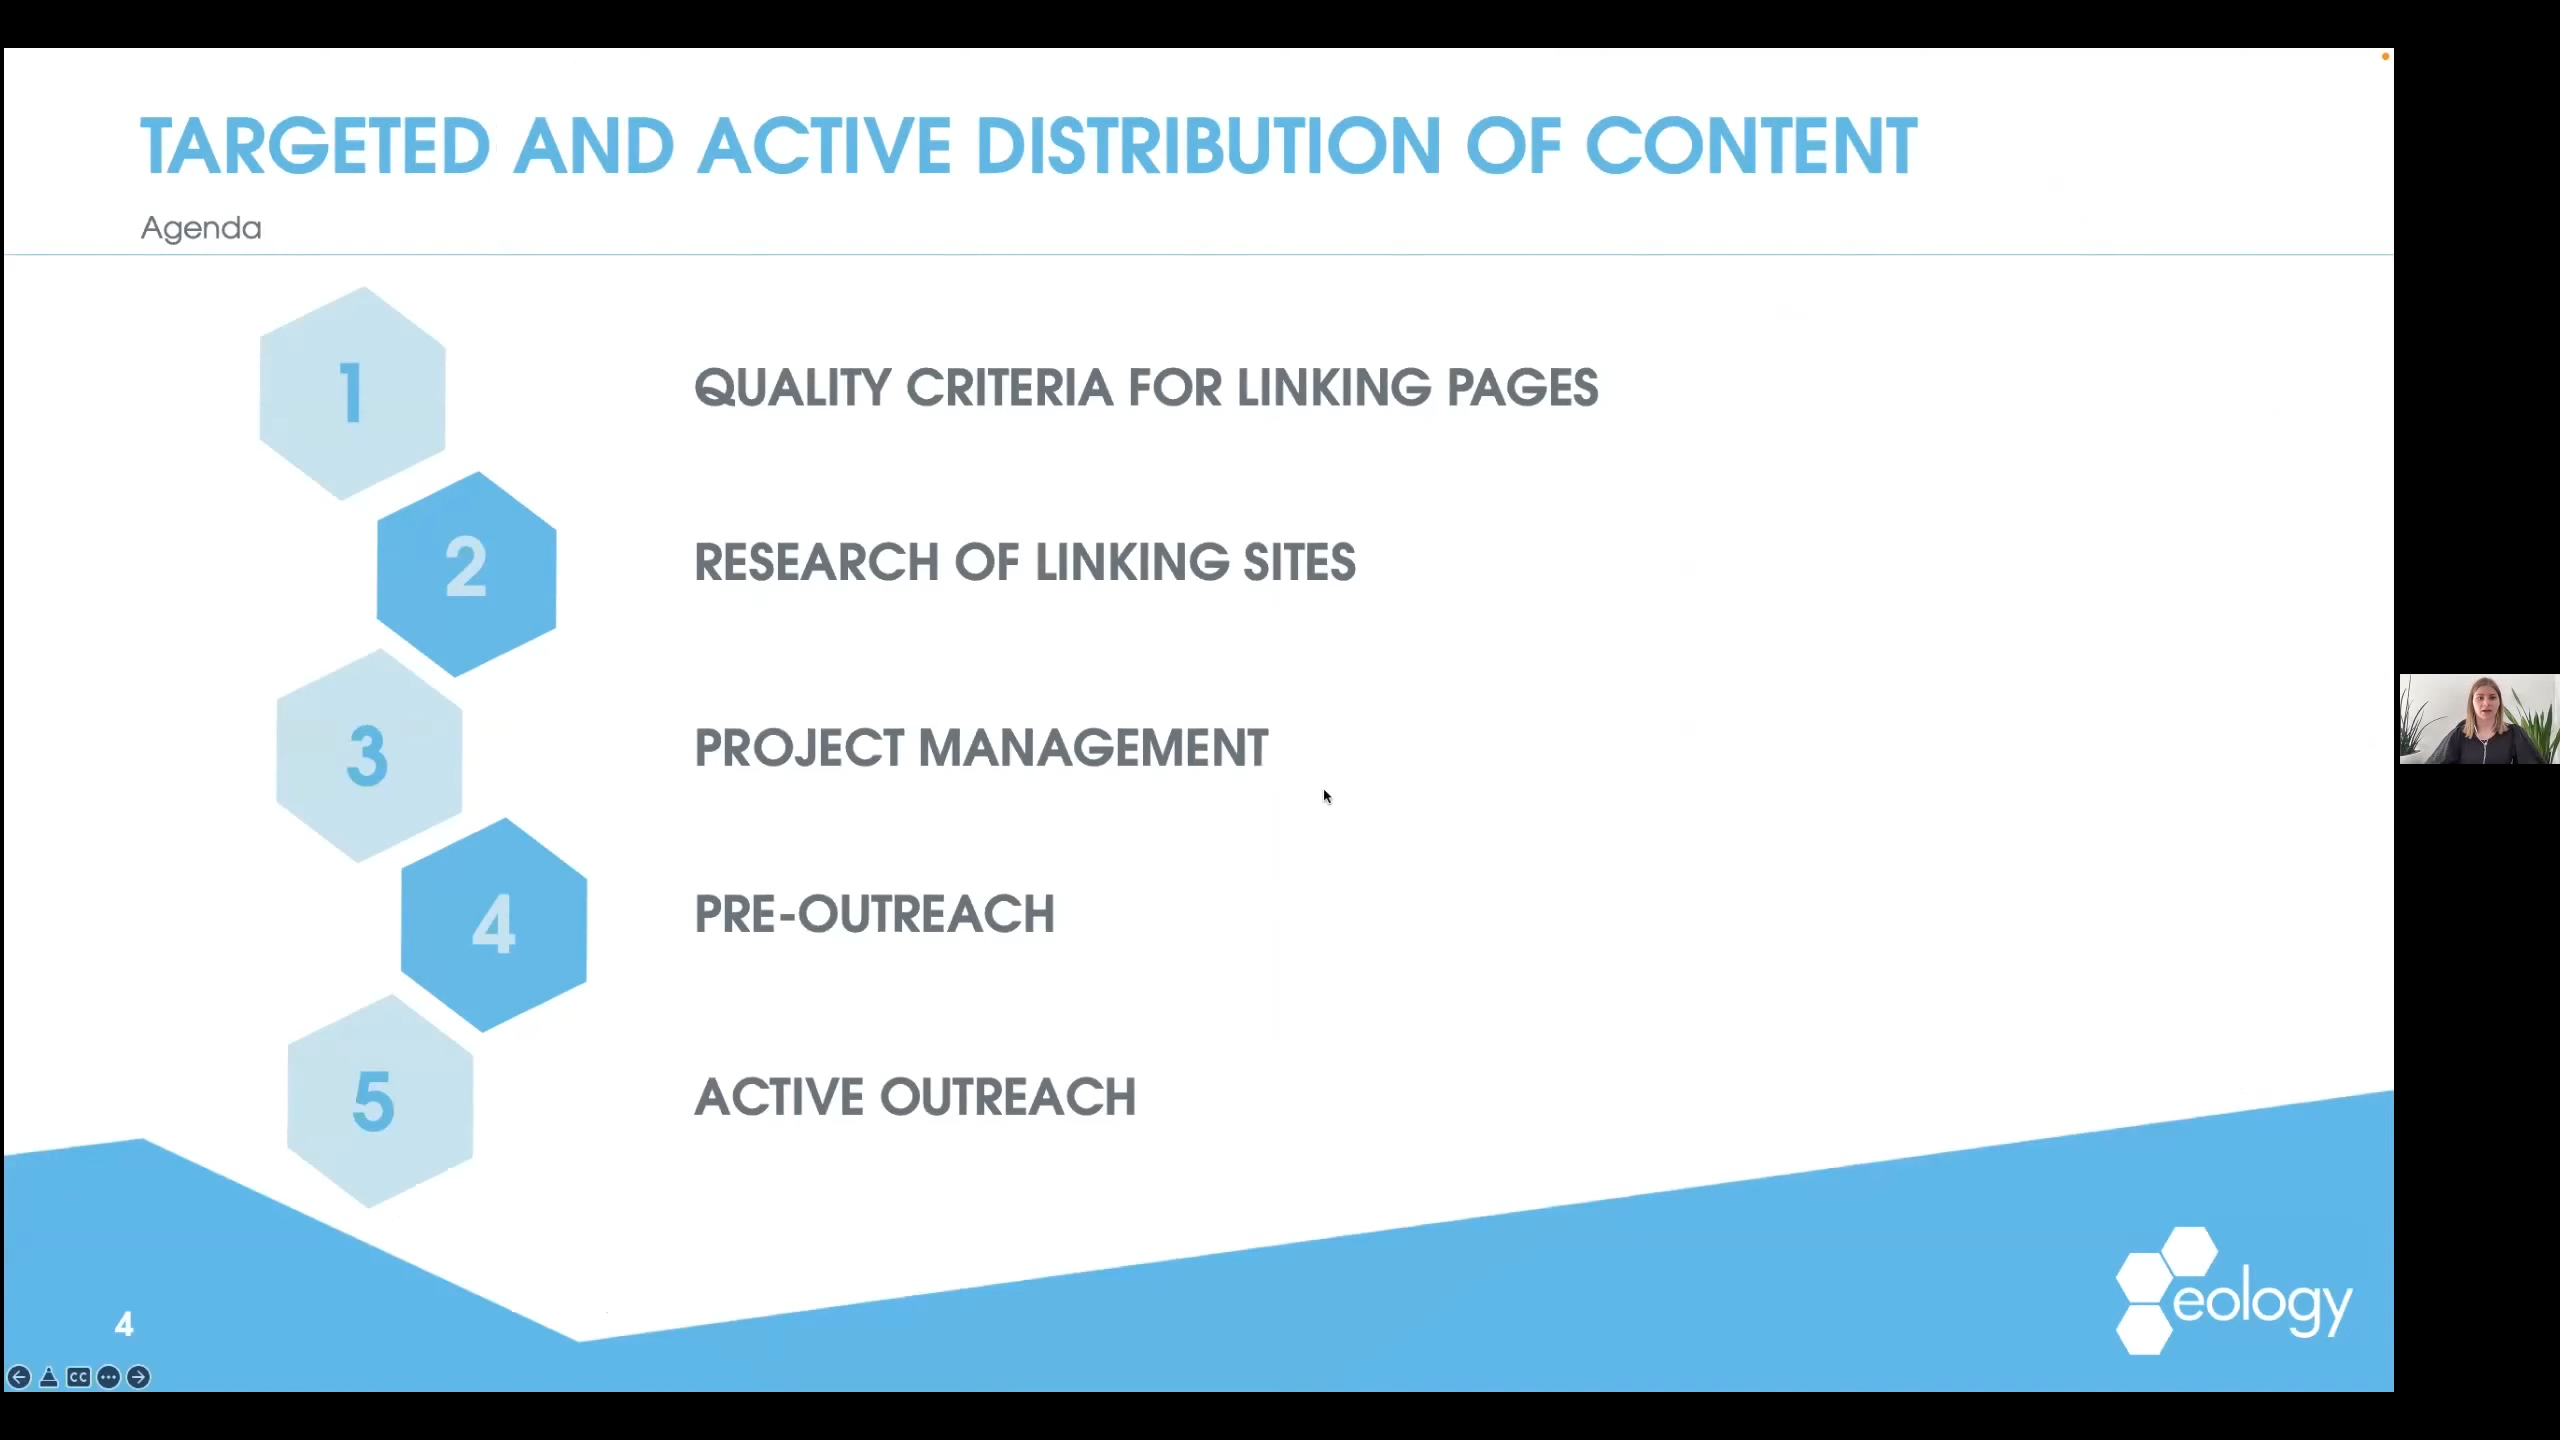 TARGETED AND ACTIVE DISTRIBUTION OF CONTENT
Agenda
1
QUALITY CRITERIA FOR LINKING PAGES
2
RESEARCH OF LINKING SITES
3
PROJECT MANAGEMENT
4
PRE-OUTREACH
5
ACTIVE OUTREACH
eology
4
CC